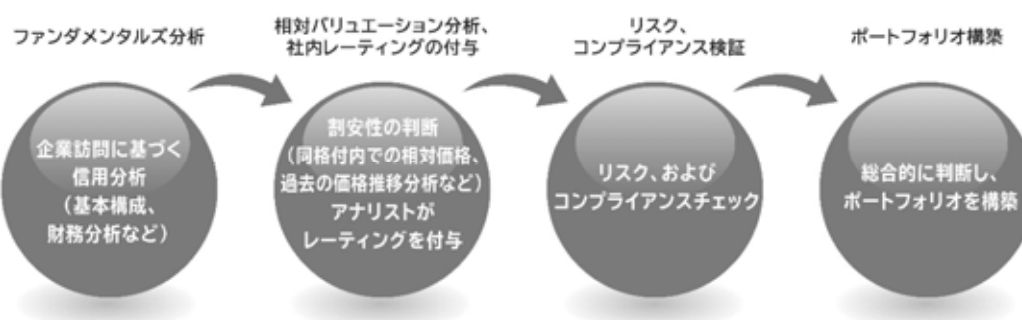 ファンダメンタルズ分析
相対バリュエーション分析、
社内レーティングの付与
リスク、
コンプライアンス検証
ポートフォリオ構築
企業訪問に基づく
信用分析
（基本構成、
財務分析など）
割安性の判断
（同格付内での相対価格、
過去の価格推移分析など）
アナリストが
レーティングを付与
リスク、および
コンプライアンスチェック
総合的に判断し、
ポートフォリオを構築